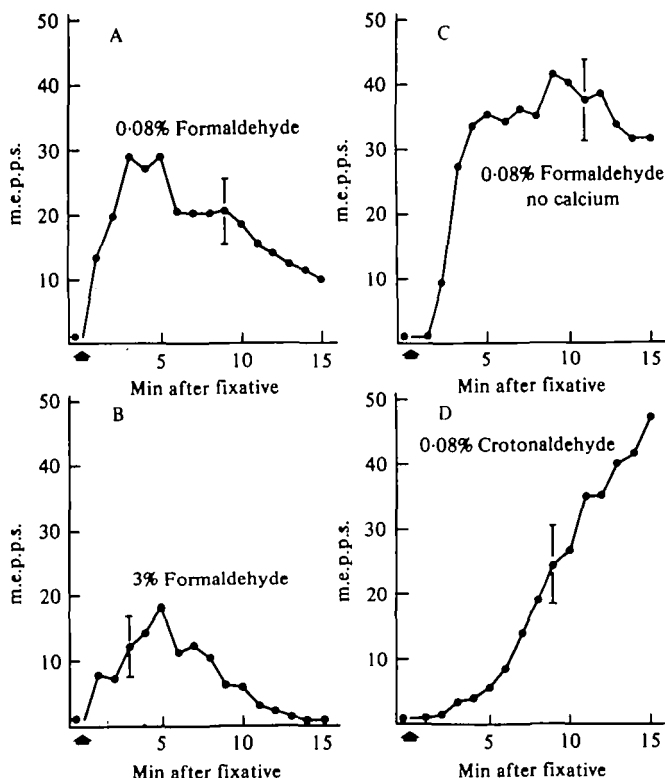 A
50
40
0·08% Formaldehyde
30
m.e.p.p.s.
20
10
5
10
15
Min after fixative
B
50
40
3% Formaldehyde
30
m.e.p.p.s.
20
10
5
10
15
Min after fixative
C
50
40
30
m.e.p.p.s.
0·08% Formaldehyde
no calcium
20
10
5
10
15
Min after fixative
D
50
0·08% Crotonaldehyde
40
30
m.e.p.p.s.
20
10
5
10
15
Min after fixative